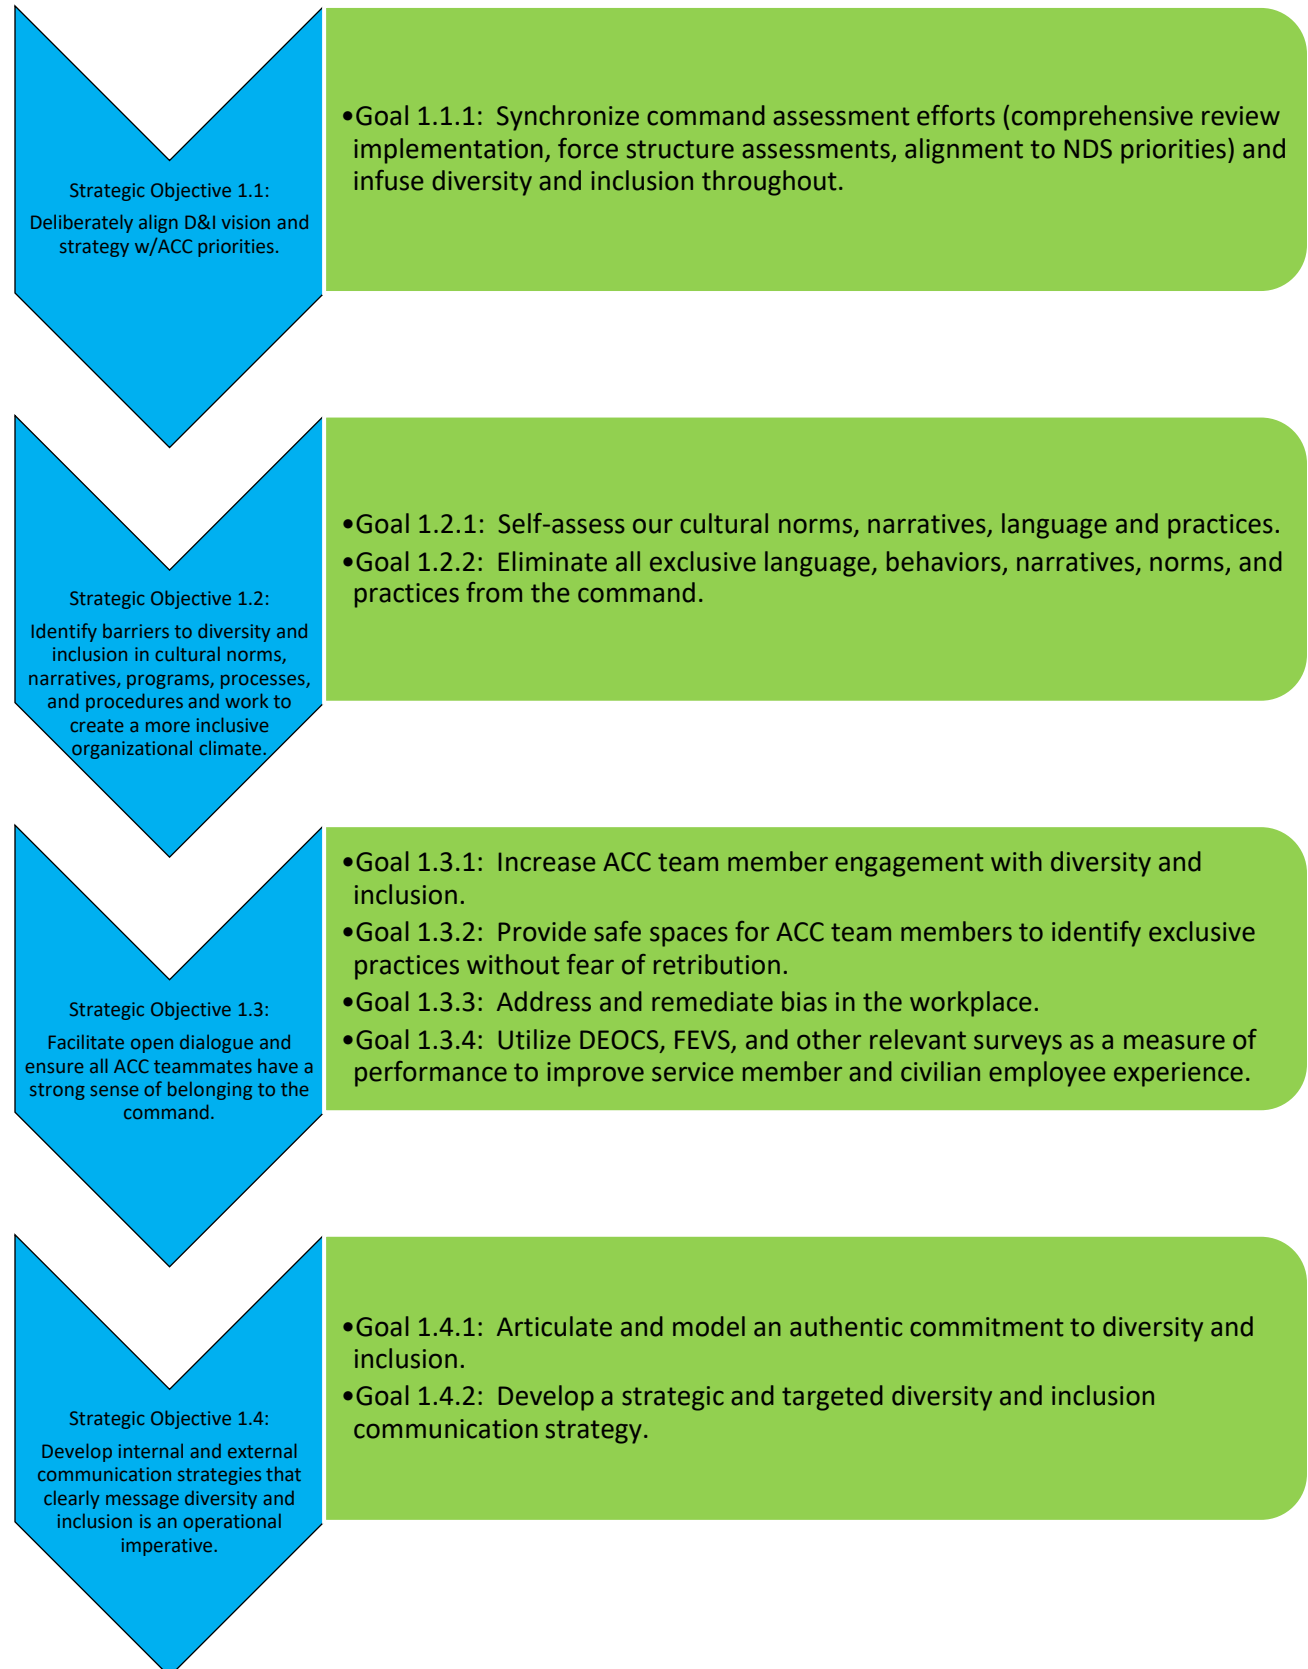 Strategic Objective 1.1:
Deliberately align D&I vision and
strategy w/ACC priorities.
•Goal 1.1.1:  Synchronize command assessment efforts (comprehensive review
implementation, force structure assessments, alignment to NDS priorities) and
infuse diversity and inclusion throughout.
Strategic Objective 1.2:
Identify barriers to diversity and
inclusion in cultural norms,
narratives, programs, processes,
and procedures and work to
create a more inclusive
organizational climate.
•Goal 1.2.1:  Self-assess our cultural norms, narratives, language and practices.
•Goal 1.2.2:  Eliminate all exclusive language, behaviors, narratives, norms, and
practices from the command.
Strategic Objective 1.3:
Facilitate open dialogue and
ensure all ACC teammates have a
strong sense of belonging to the
command.
•Goal 1.3.1:  Increase ACC team member engagement with diversity and
inclusion.
•Goal 1.3.2:  Provide safe spaces for ACC team members to identify exclusive
practices without fear of retribution.
•Goal 1.3.3:  Address and remediate bias in the workplace.
•Goal 1.3.4:  Utilize DEOCS, FEVS, and other relevant surveys as a measure of
performance to improve service member and civilian employee experience.
Strategic Objective 1.4:
Develop internal and external
communication strategies that
clearly message diversity and
inclusion is an operational
imperative.
•Goal 1.4.1:  Articulate and model an authentic commitment to diversity and
inclusion.
•Goal 1.4.2:  Develop a strategic and targeted diversity and inclusion
communication strategy.